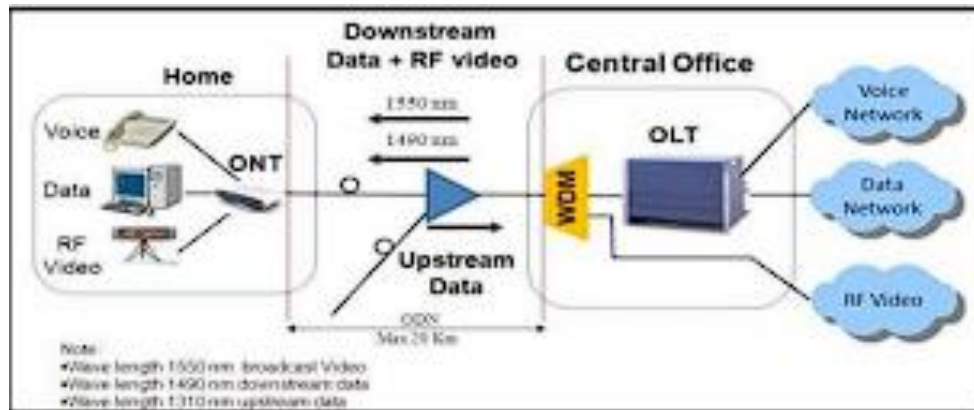 Downstream
Data + RF video
Home
Central Office
1550 nm
1490 nm
Voice
ONT
Data
RF
Video
OLT
WDM
Upstream
Data
Voice
Network
Data
Network
RF Video
ODN
Max 20 Km
Note :
•Wave length 1550 nm broadcast Video
•Wave length 1490 nm downstream data
•Wave length 1310 nm upstream data